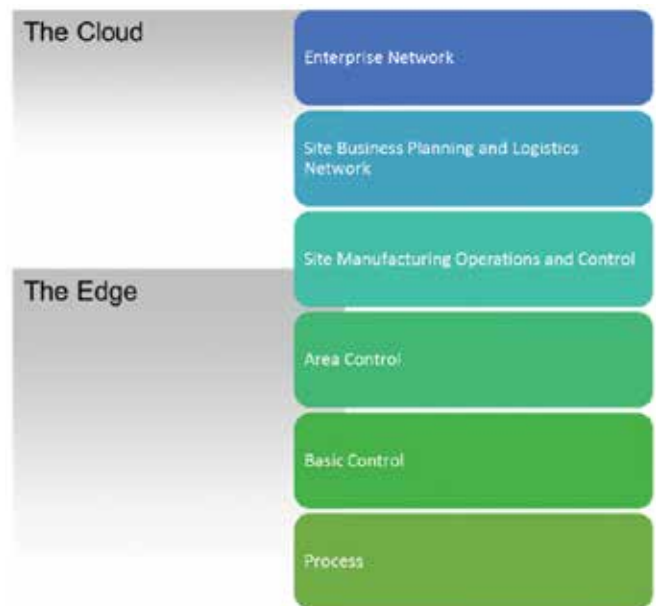 The Cloud
Enterprise Network
Site Business Planning and Logistics
Network
Site Manufacturing Operations and Control
The Edge
Area Control
Basic Control
Process